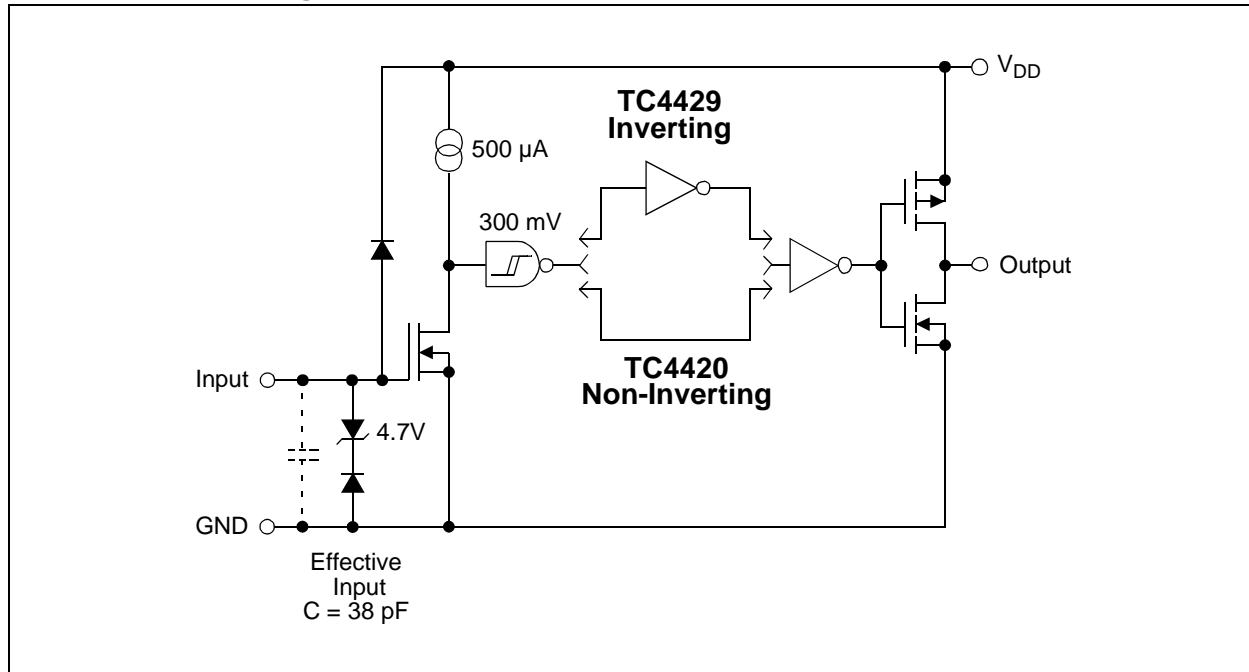 V_DD
TC4429
Inverting
500 µA
300 mV
Output
TC4420
Non-Inverting
Input
4.7V
GND
Effective
Input
C = 38 pF